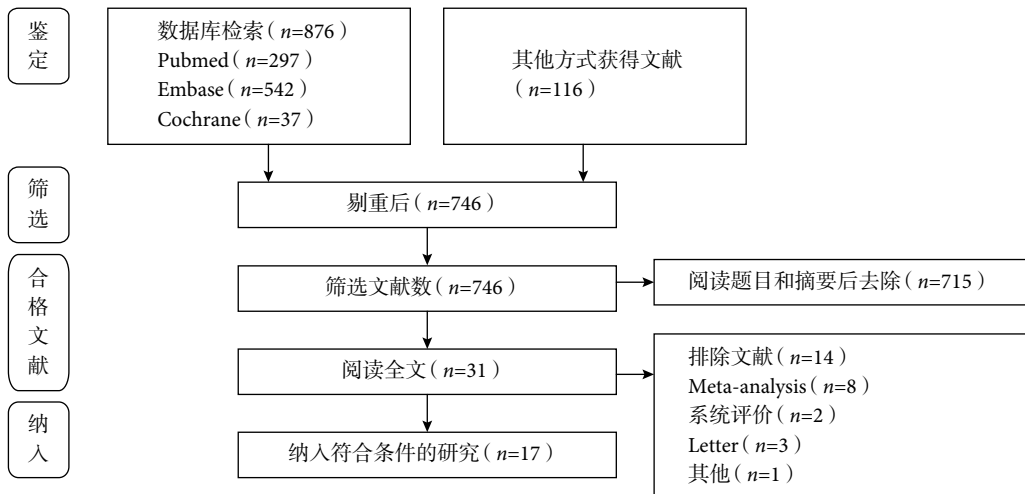 鉴定
数据库检索（n=876）
Pubmed（n=297）
Embase（n=542）
Cochrane（n=37）
其他方式获得文献
（n=116）
筛选
剔重后（n=746）
合格文献
筛选文献数（n=746）
阅读题目和摘要后去除（n=715）
阅读全文（n=31）
排除文献（n=14）
Meta-analysis（n=8）
系统评价（n=2）
Letter（n=3）
其他（n=1）
纳入
纳入符合条件的研究（n=17）